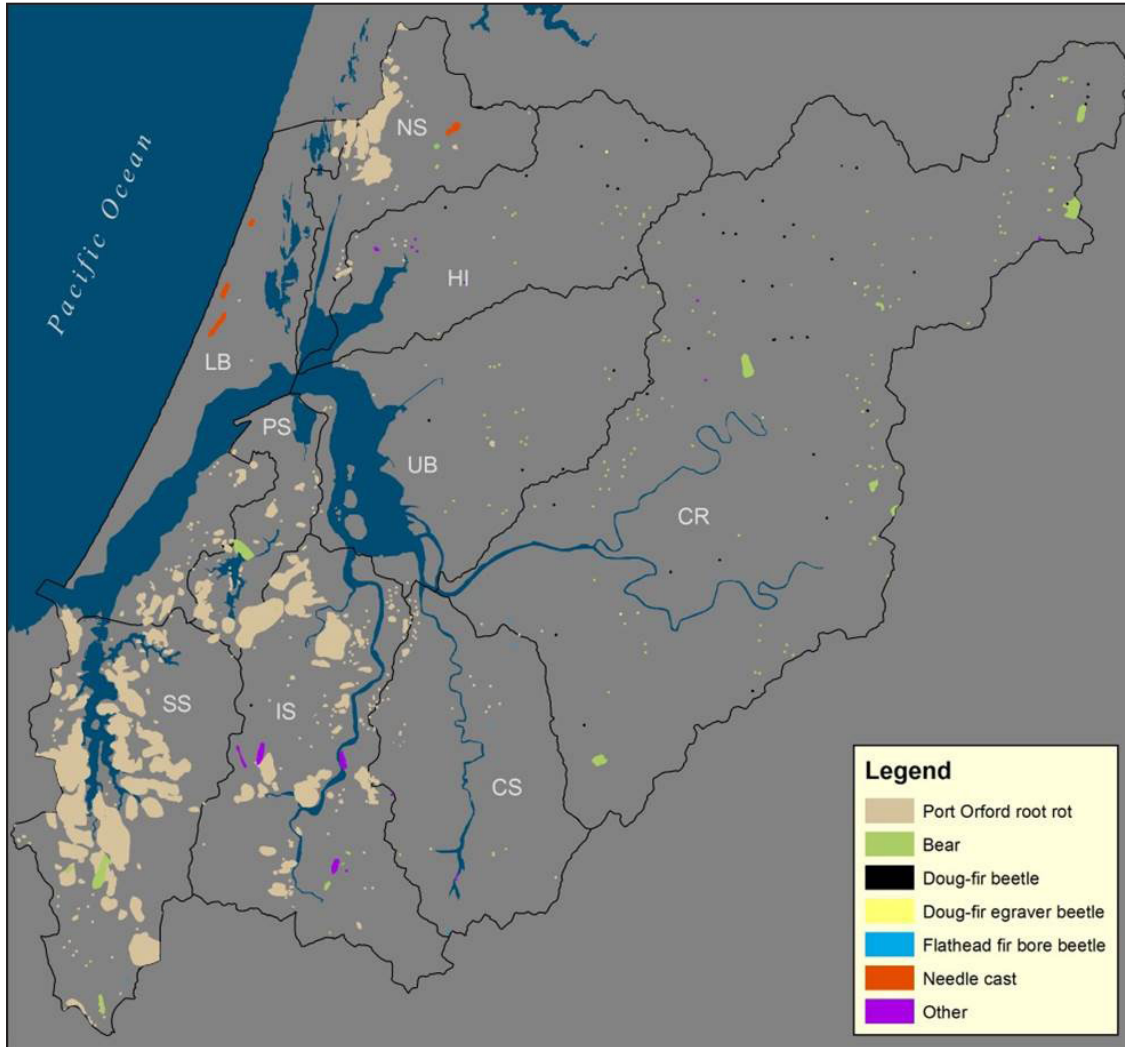 Pacific Ocean
NS
HI
LB
PS
UB
CR
SS
IS
CS
Legend
Port Orford root rot
Bear
Doug-fir beetle
Doug-fir egraver beetle
Flathead fir bore beetle
Needle cast
Other